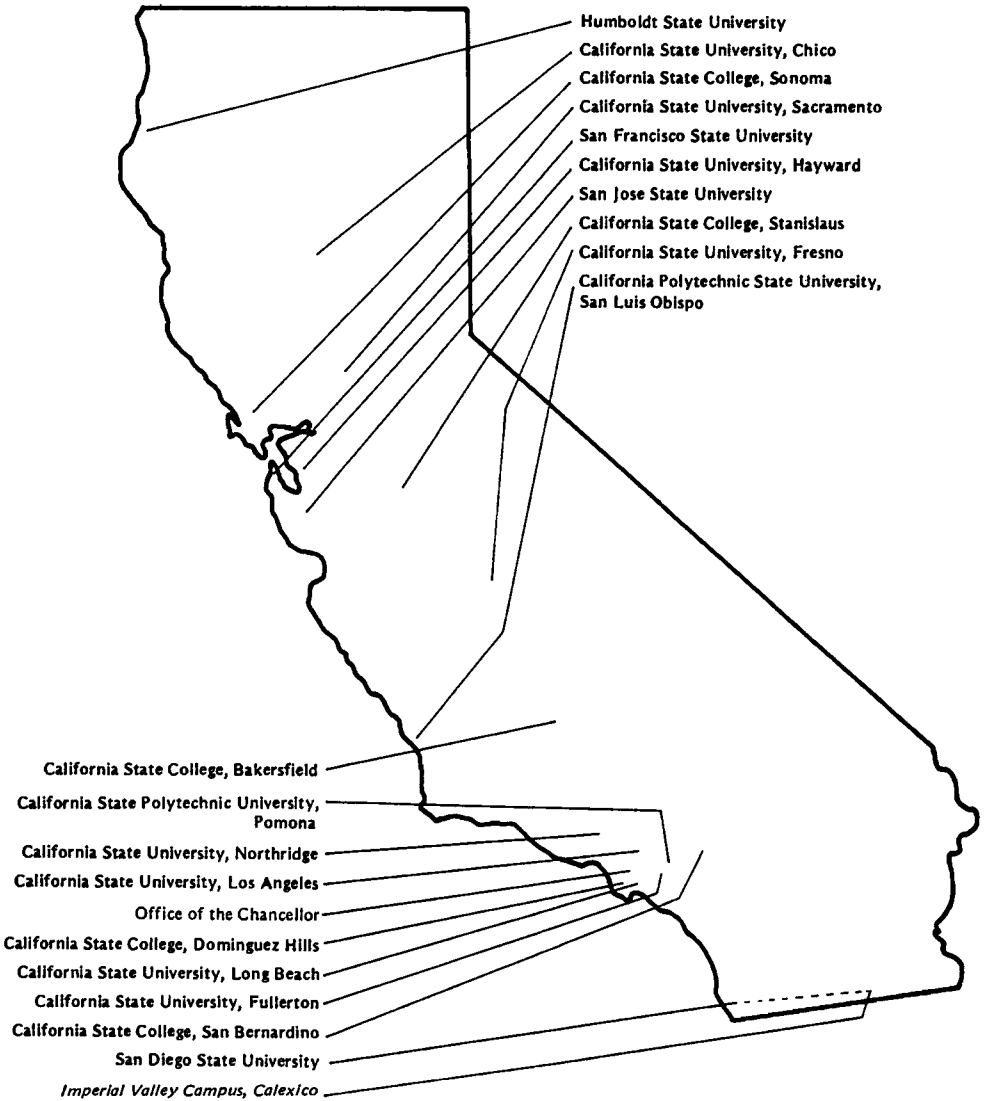 Humboldt State University
California State University, Chico
California State College, Sonoma
California State University, Sacramento
San Francisco State University
California State University, Hayward
San Jose State University
California State College, Stanislaus
California State University, Fresno
California Polytechnic State University,
San Luis Obispo
California State College, Bakersfield
California State Polytechnic University,
Pomona
California State University, Northridge
California State University, Los Angeles
Office of the Chancellor
California State College, Dominguez Hills
California State University, Long Beach
California State University, Fullerton
California State College, San Bernardino
San Diego State University
Imperial Valley Campus, Calexico